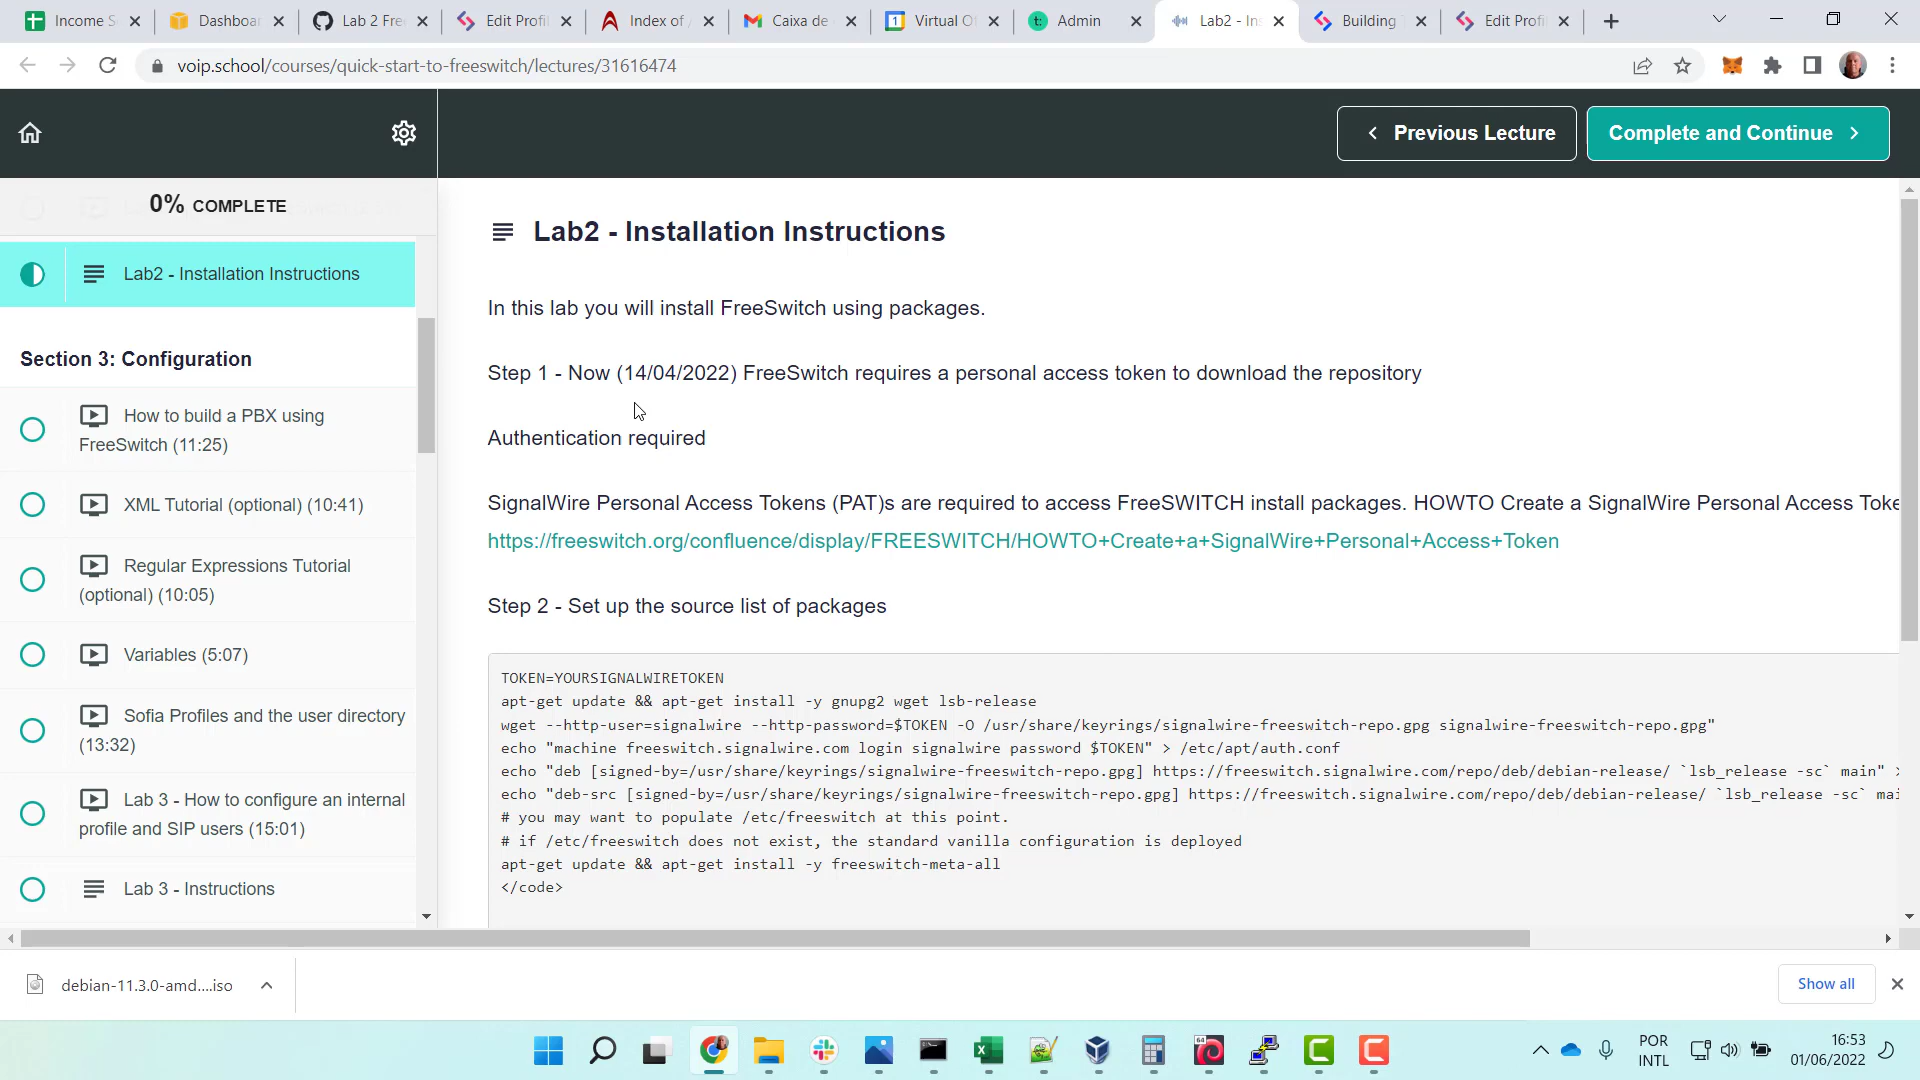 Income S
Dashboar
Lab 2 Fre
Edit Profi
Index of
Caixa de
Virtual O
Admin
Lab2 - In
Building
Edit Profi
voip.school/courses/quick-start-to-freeswitch/lectures/31616474
Previous Lecture
Complete and Continue
0% COMPLETE
Lab2 - Installation Instructions
Section 3: Configuration
How to build a PBX using
FreeSwitch (11:25)
XML Tutorial (optional) (10:41)
Regular Expressions Tutorial
(optional) (10:05)
Variables (5:07)
Sofia Profiles and the user directory
(13:32)
Lab 3 - How to configure an internal
profile and SIP users (15:01)
Lab 3 - Instructions
Lab2 - Installation Instructions
In this lab you will install FreeSwitch using packages.
Step 1 - Now (14/04/2022) FreeSwitch requires a personal access token to download the repository
Authentication required
SignalWire Personal Access Tokens (PAT)s are required to access FreeSWITCH install packages. HOWTO Create a SignalWire Personal Access Toke
https://freeswitch.org/confluence/display/FREESWITCH/HOWTO+Create+a+SignalWire+Personal+Access+Token
Step 2 - Set up the source list of packages
TOKEN=YOURSIGNALWIRETOKEN
apt-get update && apt-get install -y gnupg2 wget lsb-release
wget --http-user=signalwire --http-password=$TOKEN -O /usr/share/keyrings/signalwire-freeswitch-repo.gpg signalwire-freeswitch-repo.gpg"
echo "machine freeswitch.signalwire.com login signalwire password $TOKEN" > /etc/apt/auth.conf
echo "deb [signed-by=/usr/share/keyrings/signalwire-freeswitch-repo.gpg] https://freeswitch.signalwire.com/repo/deb/debian-release/ `lsb_release -sc` main" >
echo "deb-src [signed-by=/usr/share/keyrings/signalwire-freeswitch-repo.gpg] https://freeswitch.signalwire.com/repo/deb/debian-release/ `lsb_release -sc` mai
# you may want to populate /etc/freeswitch at this point.
# if /etc/freeswitch does not exist, the standard vanilla configuration is deployed
apt-get update && apt-get install -y freeswitch-meta-all
</code>
debian-11.3.0-amd....iso
Show all
POR
INTL
16:53
01/06/2022